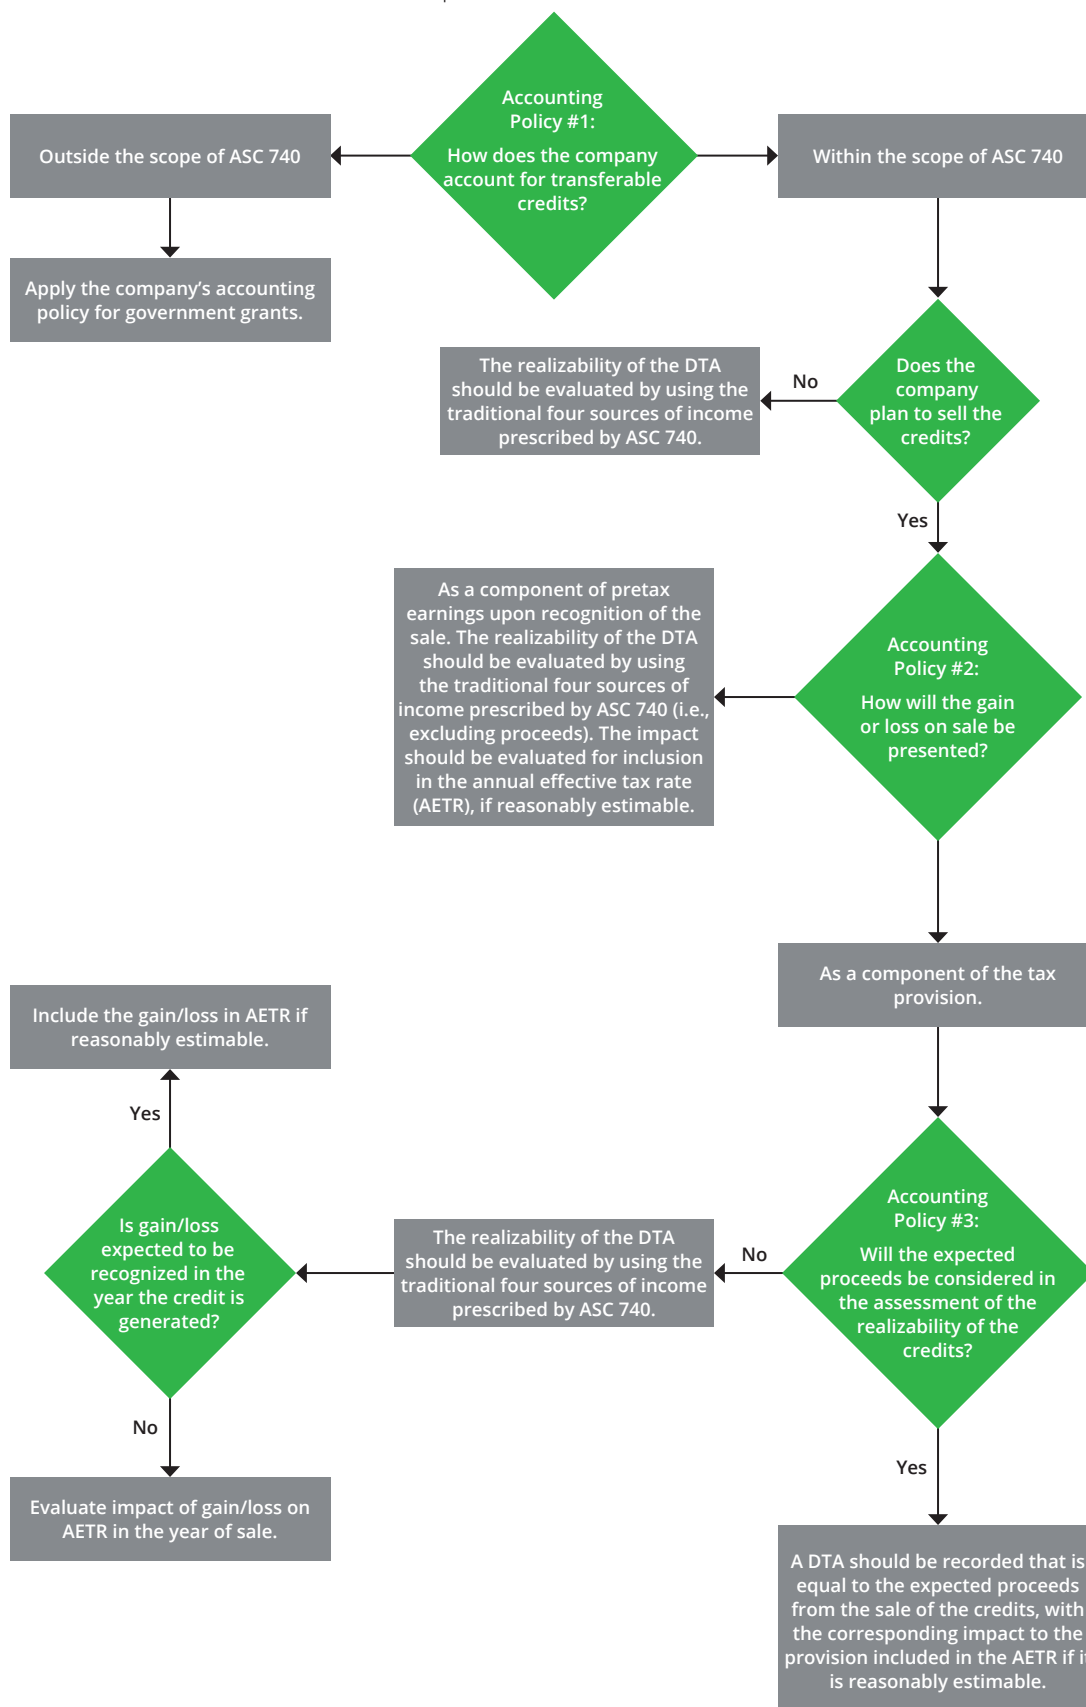 Accounting
Policy #1:
How does the company
account for transferable
credits?
Outside the scope of ASC 740
Within the scope of ASC 740
Apply the company's accounting
policy for government grants.
The realizability of the DTA
should be evaluated by using the
traditional four sources of income
prescribed by ASC 740.
No
Does the
company
plan to sell the
credits?
Yes
As a component of pretax
earnings upon recognition of the
sale. The realizability of the DTA
should be evaluated by using
the traditional four sources of
income prescribed by ASC 740 (i.e.,
excluding proceeds). The impact
should be evaluated for inclusion
in the annual effective tax rate
(AETR), if reasonably estimable.
Accounting
Policy #2:
How will the gain
or loss on sale be
presented?
As a component of the tax
provision.
Include the gain/loss in AETR if
reasonably estimable.
Yes
Is gain/loss
expected to be
recognized in the
year the credit is
generated?
The realizability of the DTA
should be evaluated by using the
traditional four sources of income
prescribed by ASC 740.
No
Accounting
Policy #3:
Will the expected
proceeds be considered in
the assessment of the
realizability of the
credits?
No
Evaluate impact of gain/loss on
AETR in the year of sale.
Yes
A DTA should be recorded that is
equal to the expected proceeds
from the sale of the credits, with
the corresponding impact to the
provision included in the AETR if it
is reasonably estimable.